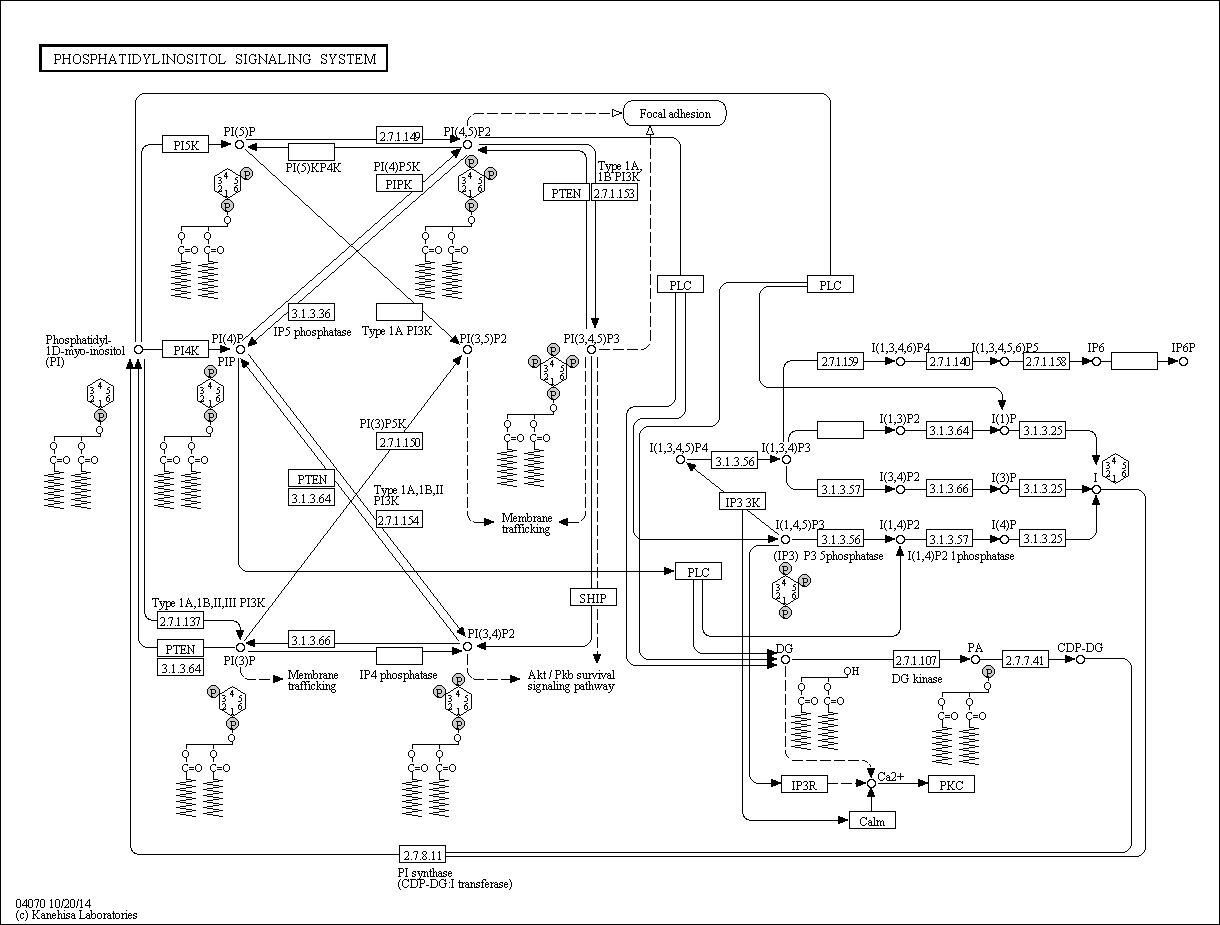 PHOSPHATIDYLINOSITOL SIGNALING SYSTEM
Focal adhesion
PI5K
PI(5)P
2.7.1.149
PI(4,5)P2
PI(5)KP4K
PI(4)P5K
PIPK
Type 1A,
1B PI3K
PTEN
2.7.1.153
PLC
PLC
3.1.3.36
IP5 phosphatase
Type 1A PI3K
Phosphatidyl-
1D-myo-inositol
(PI)
PI4K
PI(4)P
PIP
PI(3,5)P2
PI(3,4,5)P3
2.7.1.159
I(1,3,4,6)P4
2.7.1.140
I(1,3,4,5,6)P5
2.7.1.158
IP6
IP6P
PI(3)P5K
2.7.1.150
I(1,3)P2
3.1.3.64
I(1)P
3.1.3.25
I(1,3,4,5)P4
3.1.3.56
I(1,3,4)P3
PTEN
3.1.3.64
Type 1A,1B,II
PI3K
2.7.1.154
Membrane
trafficking
3.1.3.57
I(3,4)P2
3.1.3.66
I(3)P
3.1.3.25
I
IP3 3K
I(1,4,5)P3
3.1.3.56
I(1,4)P2
3.1.3.57
I(4)P
3.1.3.25
(IP3) P3 5phosphatase
I(1,4)P2 1phosphatase
PLC
SHIP
Type 1A,1B,II,III PI3K
2.7.1.137
PTEN
3.1.3.64
PI(3)P
3.1.3.66
PI(3,4)P2
IP4 phosphatase
Membrane
trafficking
Akt / Pkb survival
signaling pathway
DG
2.7.1.107
DG kinase
PA
2.7.7.41
CDP-DG
OH
IP3R
Ca2+
PKC
Calm
2.7.8.11
PI synthase
(CDP-DG:I transferase)
04070 10/20/14
(c) Kanehisa Laboratories